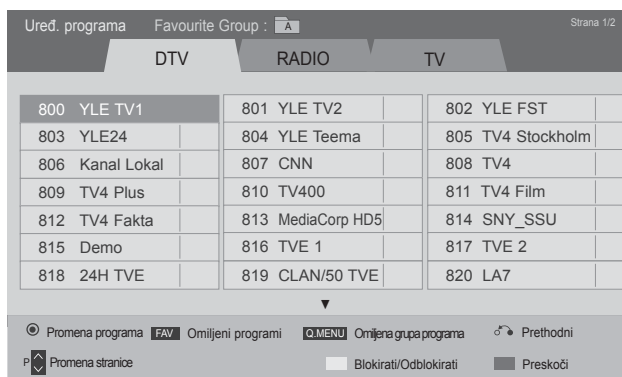 Uređ. programa Favourite Group : A Strana 1/2
DTV RADIO TV
800 YLE TV1 801 YLE TV2 802 YLE FST
803 YLE24 804 YLE Teema 805 TV4 Stockholm
806 Kanal Lokal 807 CNN 808 TV4
809 TV4 Plus 810 TV400 811 TV4 Film
812 TV4 Fakta 813 MediaCorp HD5 814 SNY_SSU
815 Demo 816 TVE 1 817 TVE 2
818 24H TVE 819 CLAN/50 TVE 820 LA7
Promena programa FAV Omiljeni programi Q.MENU Omiljena grupa programa Prethodni
P Promena stranice Blokirati/Odblokirati Preskoči